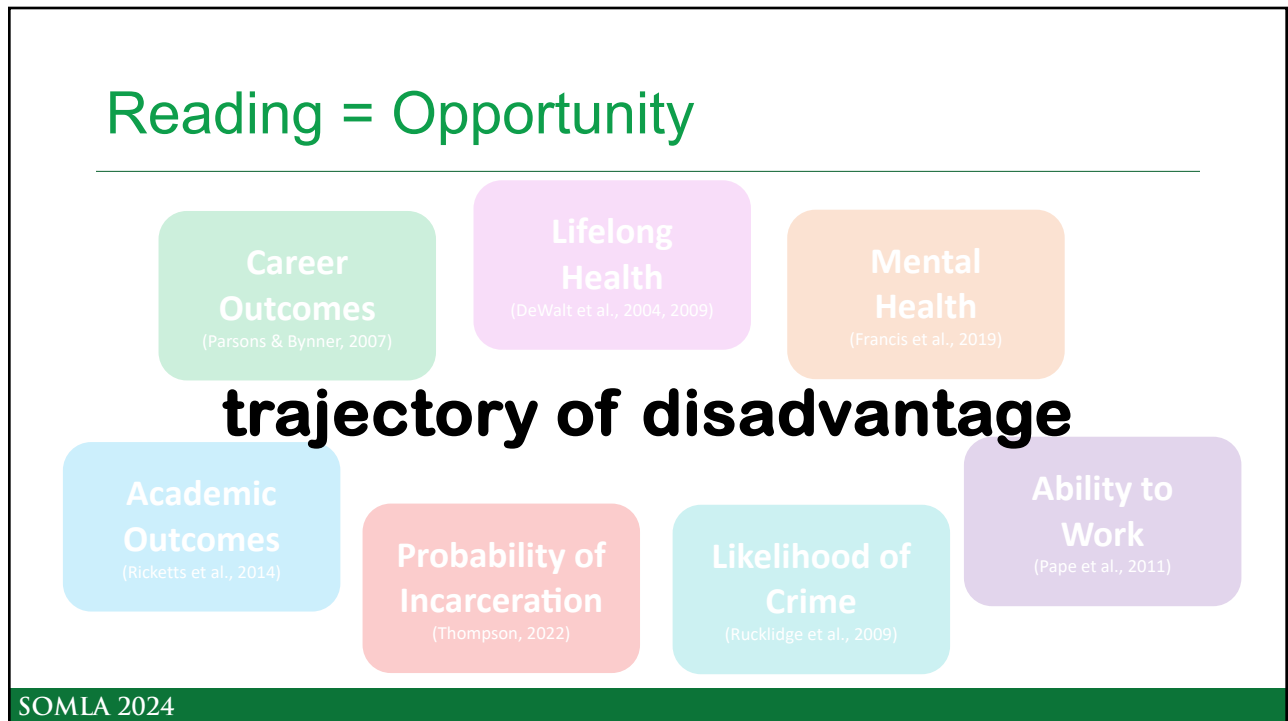 Reading = Opportunity
Career
Outcomes
(Parsons & Bynner, 2007)
Lifelong
Health
(DeWalt et al., 2004, 2009)
Mental
Health
(Francis et al., 2019)
trajectory of disadvantage
Academic
Outcomes
(Ricketts et al., 2014)
Probability of
Incarceration
(Thompson, 2022)
Likelihood of
Crime
(Rucklidge et al., 2009)
Ability to
Work
(Pape et al., 2011)
SOMLA 2024